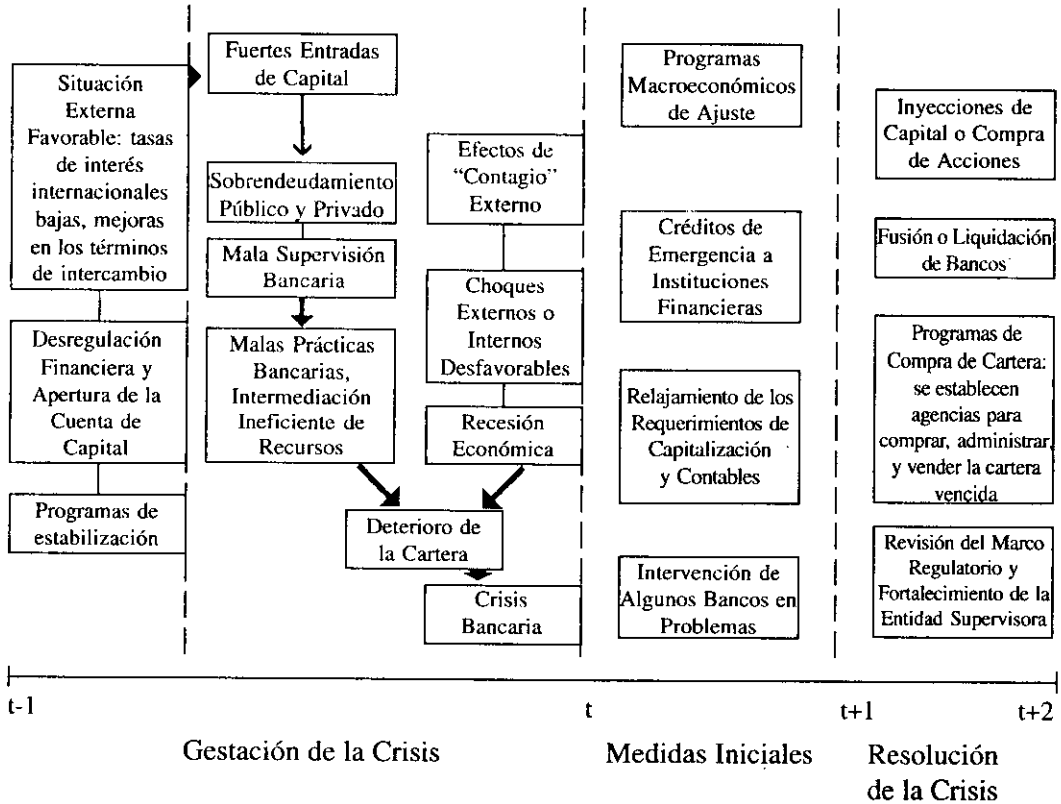 Situación
Externa
Favorable: tasas
de interés
internacionales
bajas, mejoras
en los términos
de intercambio
Desregulación
Financiera y
Apertura de la
Cuenta de
Capital
Programas de
estabilización
Fuertes Entradas
de Capital
Sobrendeudamiento
Público y Privado
Mala Supervisión
Bancaria
Malas Prácticas
Bancarias,
Intermediación
Ineficiente de
Recursos
Efectos de
“Contagio”
Externo
Choques
Externos o
Internos
Desfavorables
Recesión
Económica
Deterioro de
la Cartera
Crisis
Bancaria
Programas
Macroeconómicos
de Ajuste
Créditos de
Emergencia a
Instituciones
Financieras
Relajamiento de los
Requerimientos de
Capitalización
y Contables
Intervención de
Algunos Bancos en
Problemas
Inyecciones de
Capital o Compra
de Acciones
Fusión o Liquidación
de Bancos
Programas de
Compra de Cartera:
se establecen
agencias para
comprar, administrar
y vender la cartera
vencida
Revisión del Marco
Regulatorio y
Fortalecimiento de la
Entidad Supervisora
t-1
t
t+1
t+2
Gestación de la Crisis
Medidas Iniciales
Resolución
de la Crisis